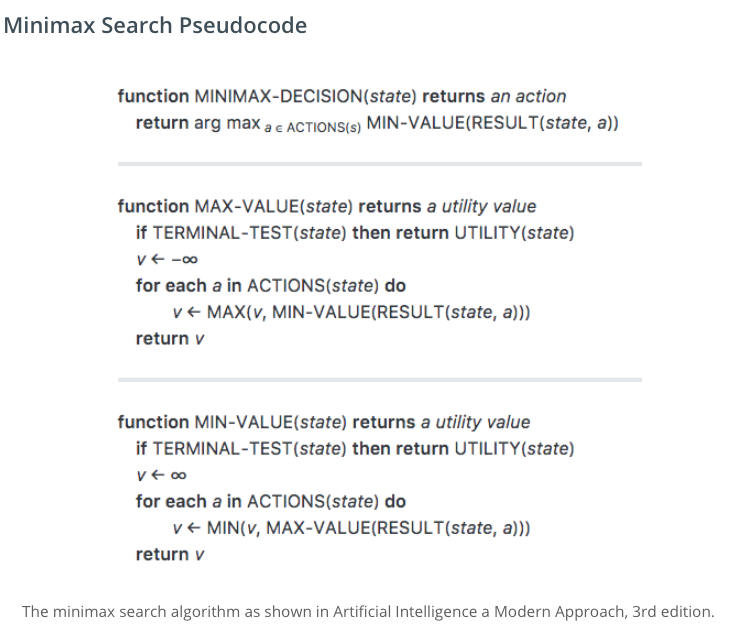 Minimax Search Pseudocode
function MINIMAX-DECISION(state) returns an action
return arg max a ∈ ACTIONS(s) MIN-VALUE(RESULT(state, a))
function MAX-VALUE(state) returns a utility value
if TERMINAL-TEST(state) then return UTILITY(state)
v ← −∞
for each a in ACTIONS(state) do
v ← MAX(v, MIN-VALUE(RESULT(state, a)))
return v
function MIN-VALUE(state) returns a utility value
if TERMINAL-TEST(state) then return UTILITY(state)
v ← ∞
for each a in ACTIONS(state) do
v ← MIN(v, MAX-VALUE(RESULT(state, a)))
return v
The minimax search algorithm as shown in Artificial Intelligence a Modern Approach, 3rd edition.